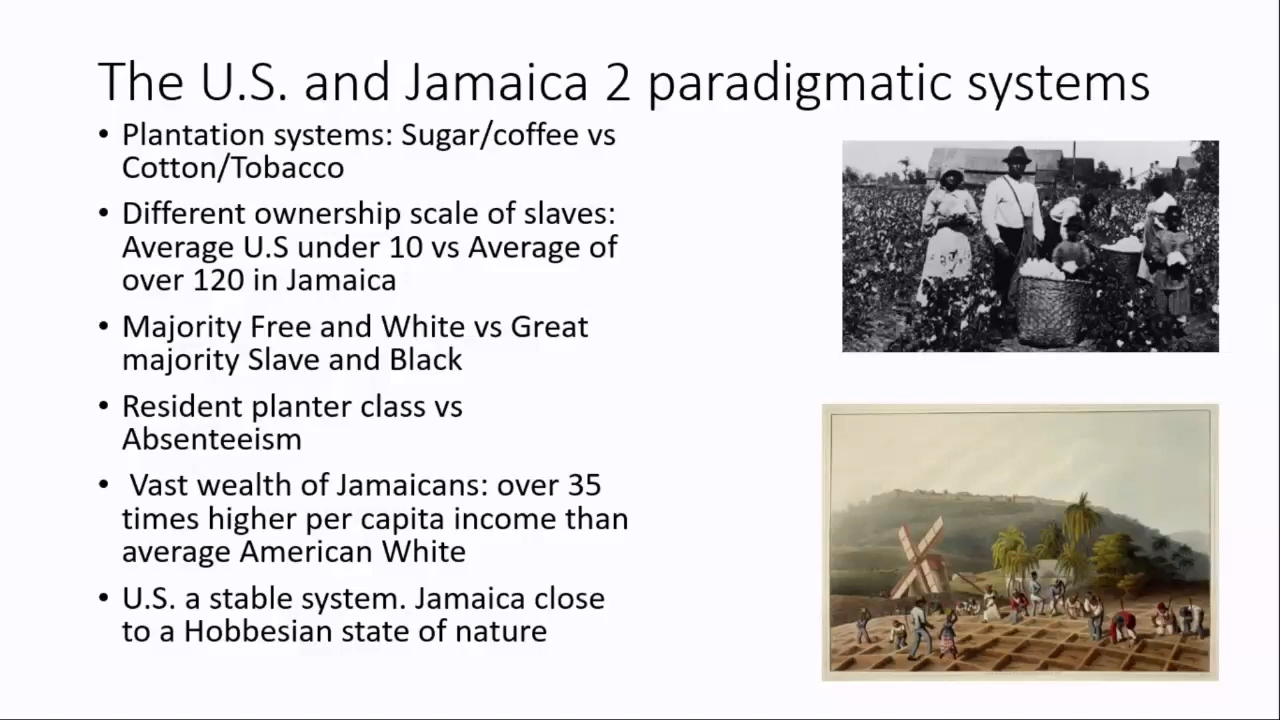 The U.S. and Jamaica 2 paradigmatic systems
• Plantation systems: Sugar/coffee vs
Cotton/Tobacco
• Different ownership scale of slaves:
Average U.S under 10 vs Average of
over 120 in Jamaica
• Majority Free and White vs Great
majority Slave and Black
• Resident planter class vs
Absenteeism
• Vast wealth of Jamaicans: over 35
times higher per capita income than
average American White
• U.S. a stable system. Jamaica close
to a Hobbesian state of nature